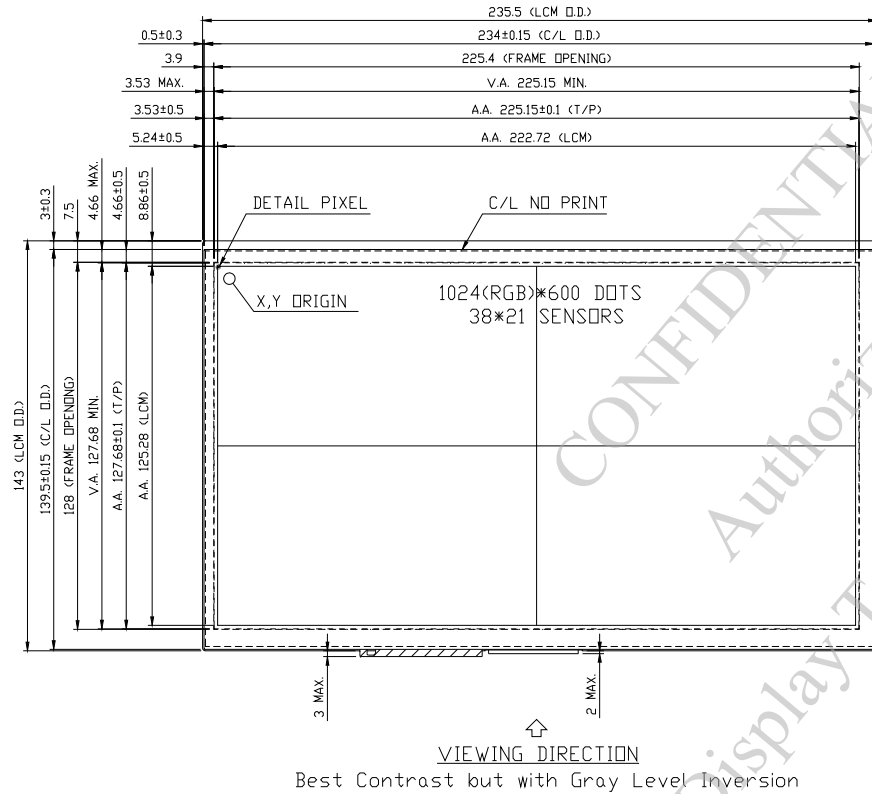 235.5 (LCM O.D.)
0.5±0.3
234±0.15 (C/L O.D.)
3.9
225.4 (FRAME OPENING)
3.53 MAX.
V.A. 225.15 MIN.
3.53±0.5
A.A. 225.15±0.1 (T/P)
5.24±0.5
A.A. 222.72 (LCM)
3±0.3
7.5
4.66 MAX.
4.66±0.5
8.86±0.5
DETAIL PIXEL
C/L NO PRINT
X,Y ORIGIN
1024(RGB)*600 DOTS
38*21 SENSORS
143 (LCM O.D.)
139.5±0.15 (C/L O.D.)
128 (FRAME OPENING)
V.A. 127.68 MIN.
A.A. 127.68±0.1 (T/P)
A.A. 125.28 (LCM)
3 MAX.
2 MAX.
VIEWING DIRECTION
Best Contrast but with Gray Level Inversion
CONFIDENTIA
Authoriz
Display T